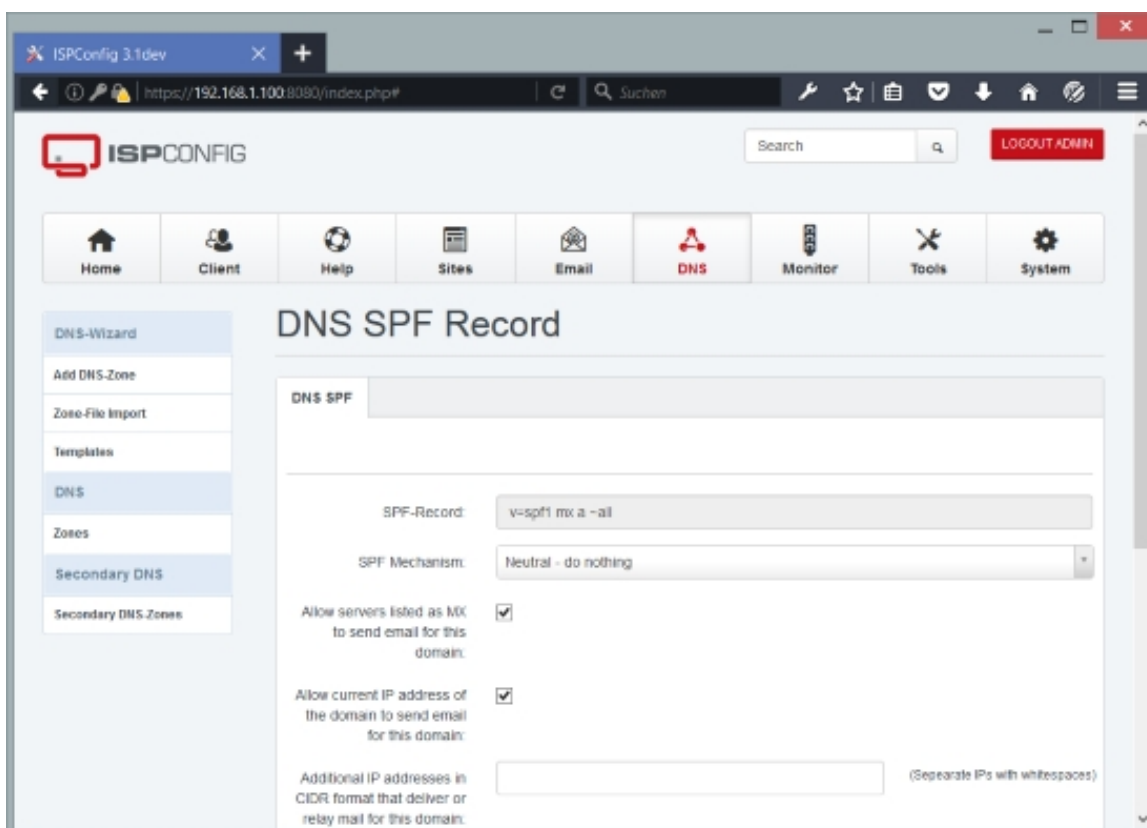 ISPConfig 3.1dev
https://192.168.1.100:8080/index.php#
Suchen
ISPCONFIG
Search
LOGOUT ADMIN
Home
Client
Help
Sites
Email
DNS
Monitor
Tools
System
DNS-Wizard
Add DNS-Zone
Zone-File Import
Templates
DNS
Zones
Secondary DNS
Secondary DNS-Zones
DNS SPF Record
DNS SPF
SPF-Record:
v=spf1 mx a ~all
SPF Mechanism:
Neutral - do nothing
Allow servers listed as MX
to send email for this
domain:
Allow current IP address of
the domain to send email
for this domain:
Additional IP addresses in
CIDR format that deliver or
relay mail for this domain:
(Sepearate IPs with whitespaces)